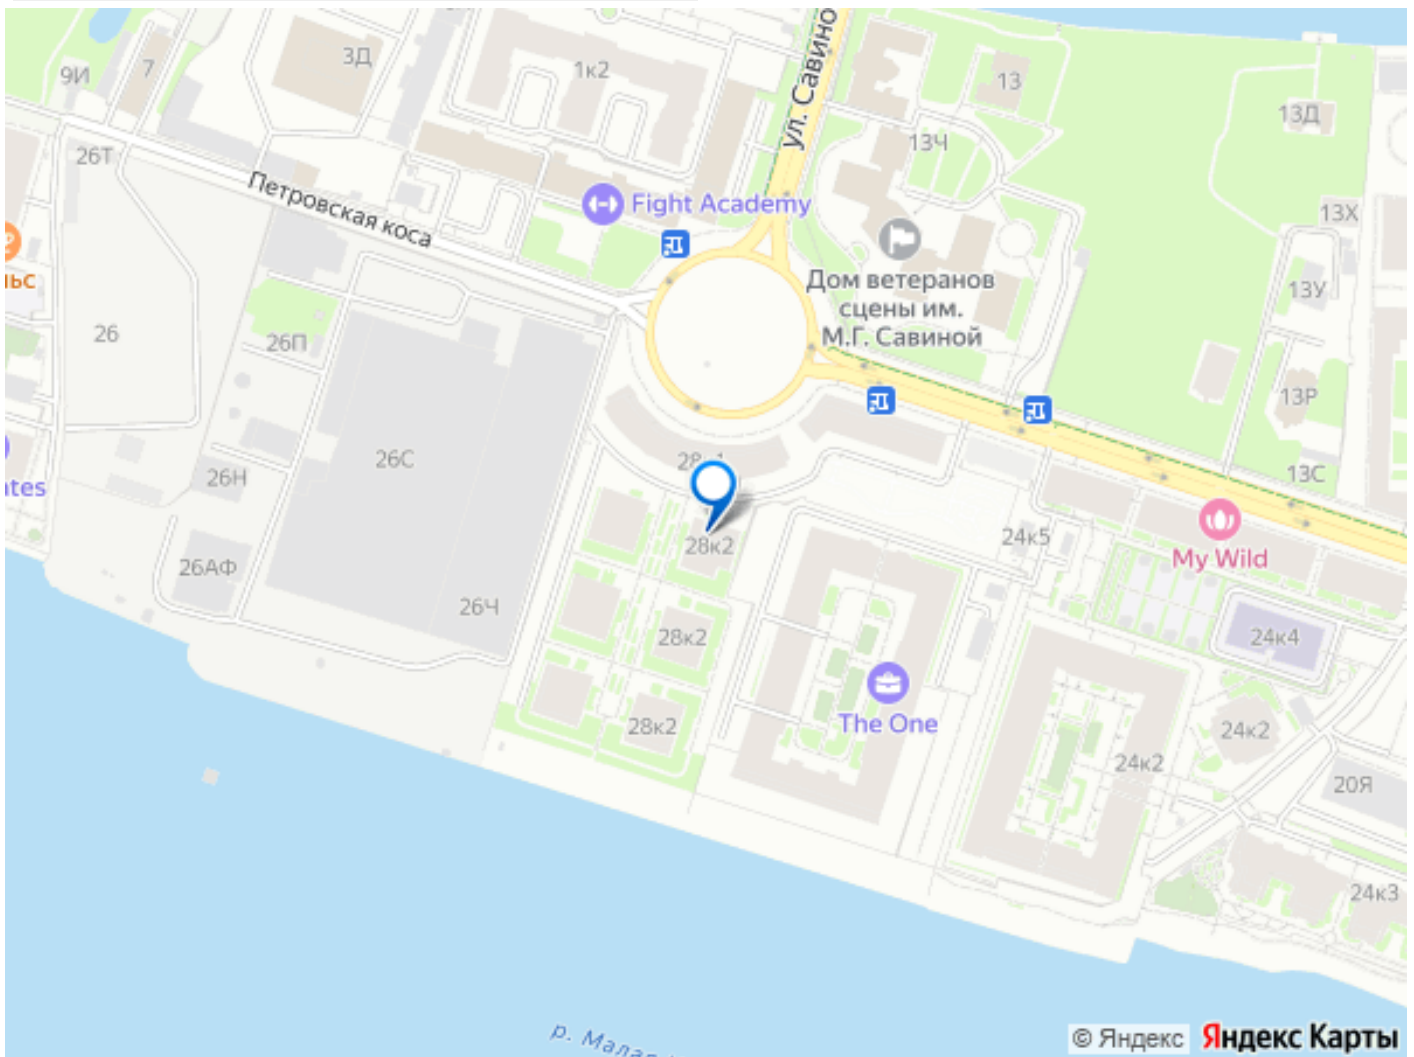 ул. Савино
3Д
1к2
7
9И
13
13Д
26Т
13Ч
Петровская коса
Fight Academy
13Х
Дом ветеранов
сцены им.
М.Г. Савиной
ьс
13У
26
26П
13Р
26С
26Н
ates
13С
24к5
My Wild
28к2
26АФ
26Ч
28к2
24к4
28к2
The One
24к2
24к2
20Я
24к3
р. Малая
© Яндекс Яндекс Карты